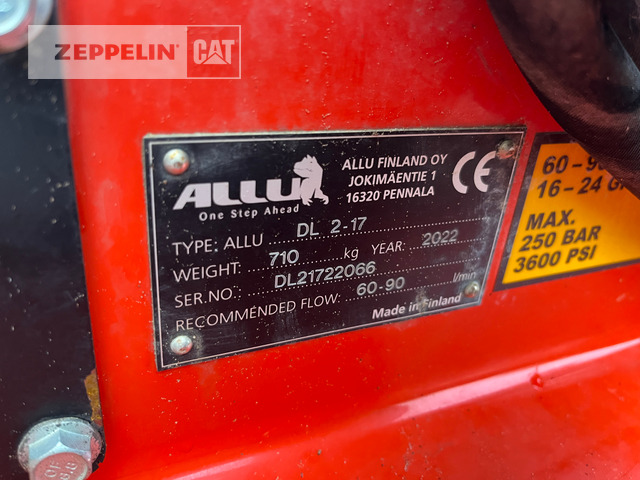 ZEPPELIN CAT
ALLU
One Step Ahead
ALLU FINLAND OY
JOKIMÄENTIE 1
16320 PENNALA
CE
TYPE: ALLU DL 2-17
WEIGHT: 710 kg YEAR: 2022
SER.NO.: DL21722066
RECOMMENDED FLOW: 60-90 l/min
Made in Finland
16-24
MAX.
250 BAR
3600 PSI
8.8